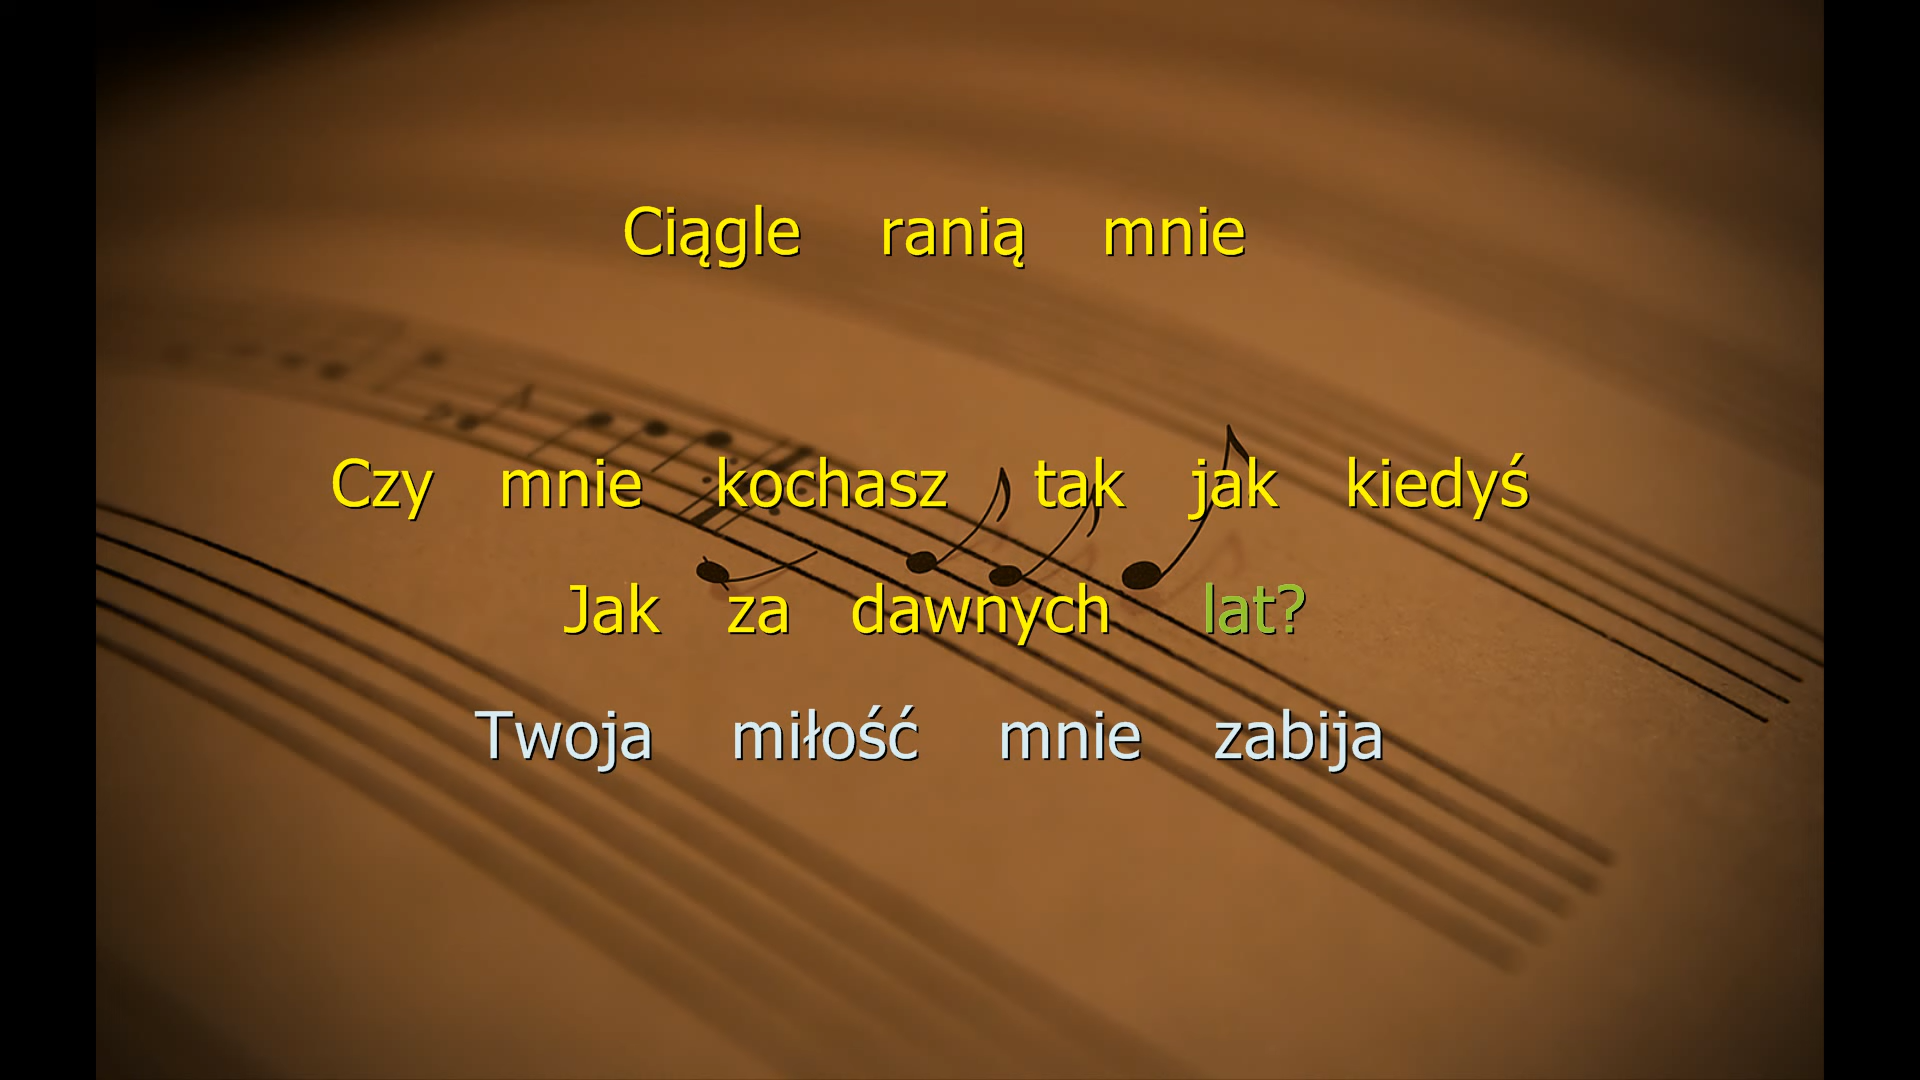 Ciągle ranią mnie
Czy mnie kochasz tak jak kiedyś
Jak za dawnych lat?
Twoja miłość mnie zabija